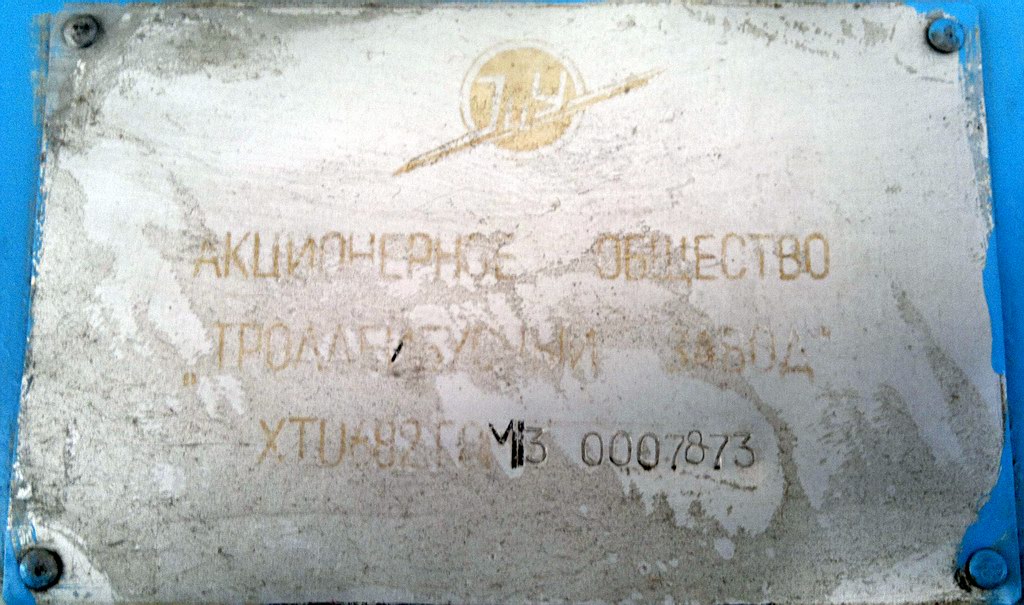 АКЦИОНЕРНОЕ ОБЩЕСТВО
„ТРОЛЛЕЙБУСНЫЙ ЗАВОД"
0007873